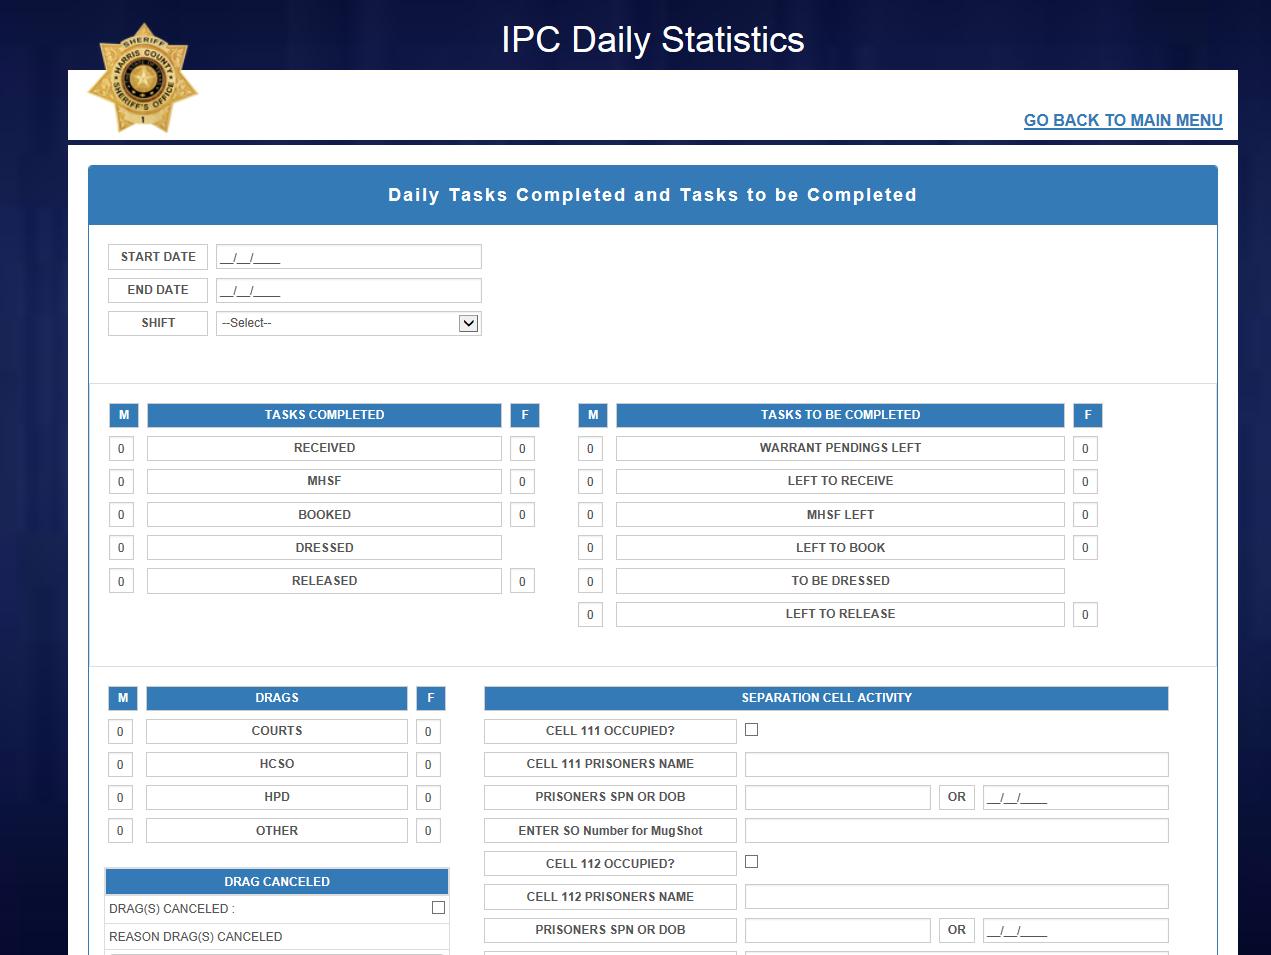 IPC Daily Statistics
SHERIFF
HARRIS COUNTY
SHERIFF'S OFFICE
1
GO BACK TO MAIN MENU
Daily Tasks Completed and Tasks to be Completed
START DATE __/__/____
END DATE __/__/____
SHIFT --Select--
M TASKS COMPLETED F
0 RECEIVED 0
0 MHSF 0
0 BOOKED 0
0 DRESSED
0 RELEASED 0
M TASKS TO BE COMPLETED F
0 WARRANT PENDINGS LEFT 0
0 LEFT TO RECEIVE 0
0 MHSF LEFT 0
0 LEFT TO BOOK 0
0 TO BE DRESSED
0 LEFT TO RELEASE 0
M DRAGS F
0 COURTS 0
0 HCSO 0
0 HPD 0
0 OTHER 0
DRAG CANCELED
DRAG(S) CANCELED :
REASON DRAG(S) CANCELED
SEPARATION CELL ACTIVITY
CELL 111 OCCUPIED?
CELL 111 PRISONERS NAME
PRISONERS SPN OR DOB OR __/__/____
ENTER SO Number for MugShot
CELL 112 OCCUPIED?
CELL 112 PRISONERS NAME
PRISONERS SPN OR DOB OR __/__/____